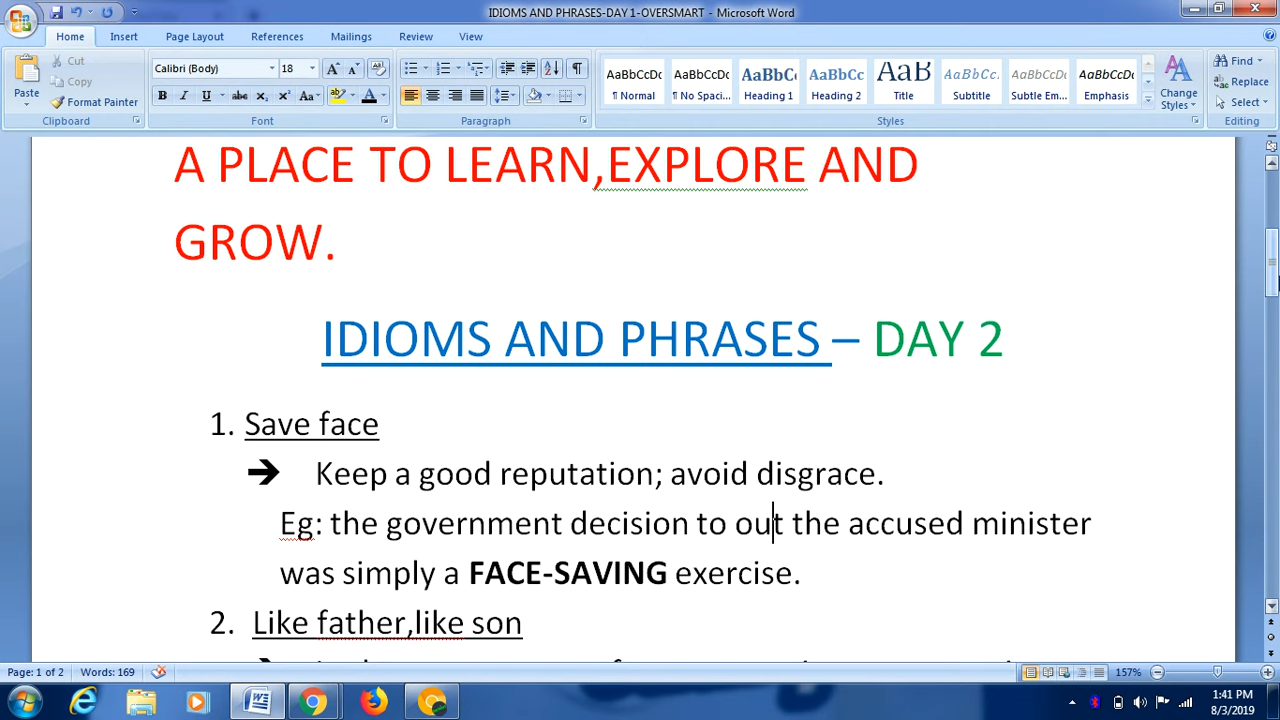 IDIOMS AND PHRASES-DAY 1-OVERSMART - Microsoft Word
Home Insert Page Layout References Mailings Review View
Paste Cut Copy Format Painter
Calibri (Body) 18
AaBbCcDc AaBbCcDc AaBbCc AaBbCc AaB AaBbCc. AaBbCcDc AaBbCcDc
¶ Normal ¶ No Spaci... Heading 1 Heading 2 Title Subtitle Subtle Em... Emphasis
Change Styles
Find
Replace
Select
Clipboard Font Paragraph Styles Editing
A PLACE TO LEARN,EXPLORE AND
GROW.
IDIOMS AND PHRASES – DAY 2
1. Save face
➔ Keep a good reputation; avoid disgrace.
Eg: the government decision to out the accused minister
was simply a FACE-SAVING exercise.
2. Like father,like son
Page: 1 of 2 Words: 169 157%
1:41 PM
8/3/2019